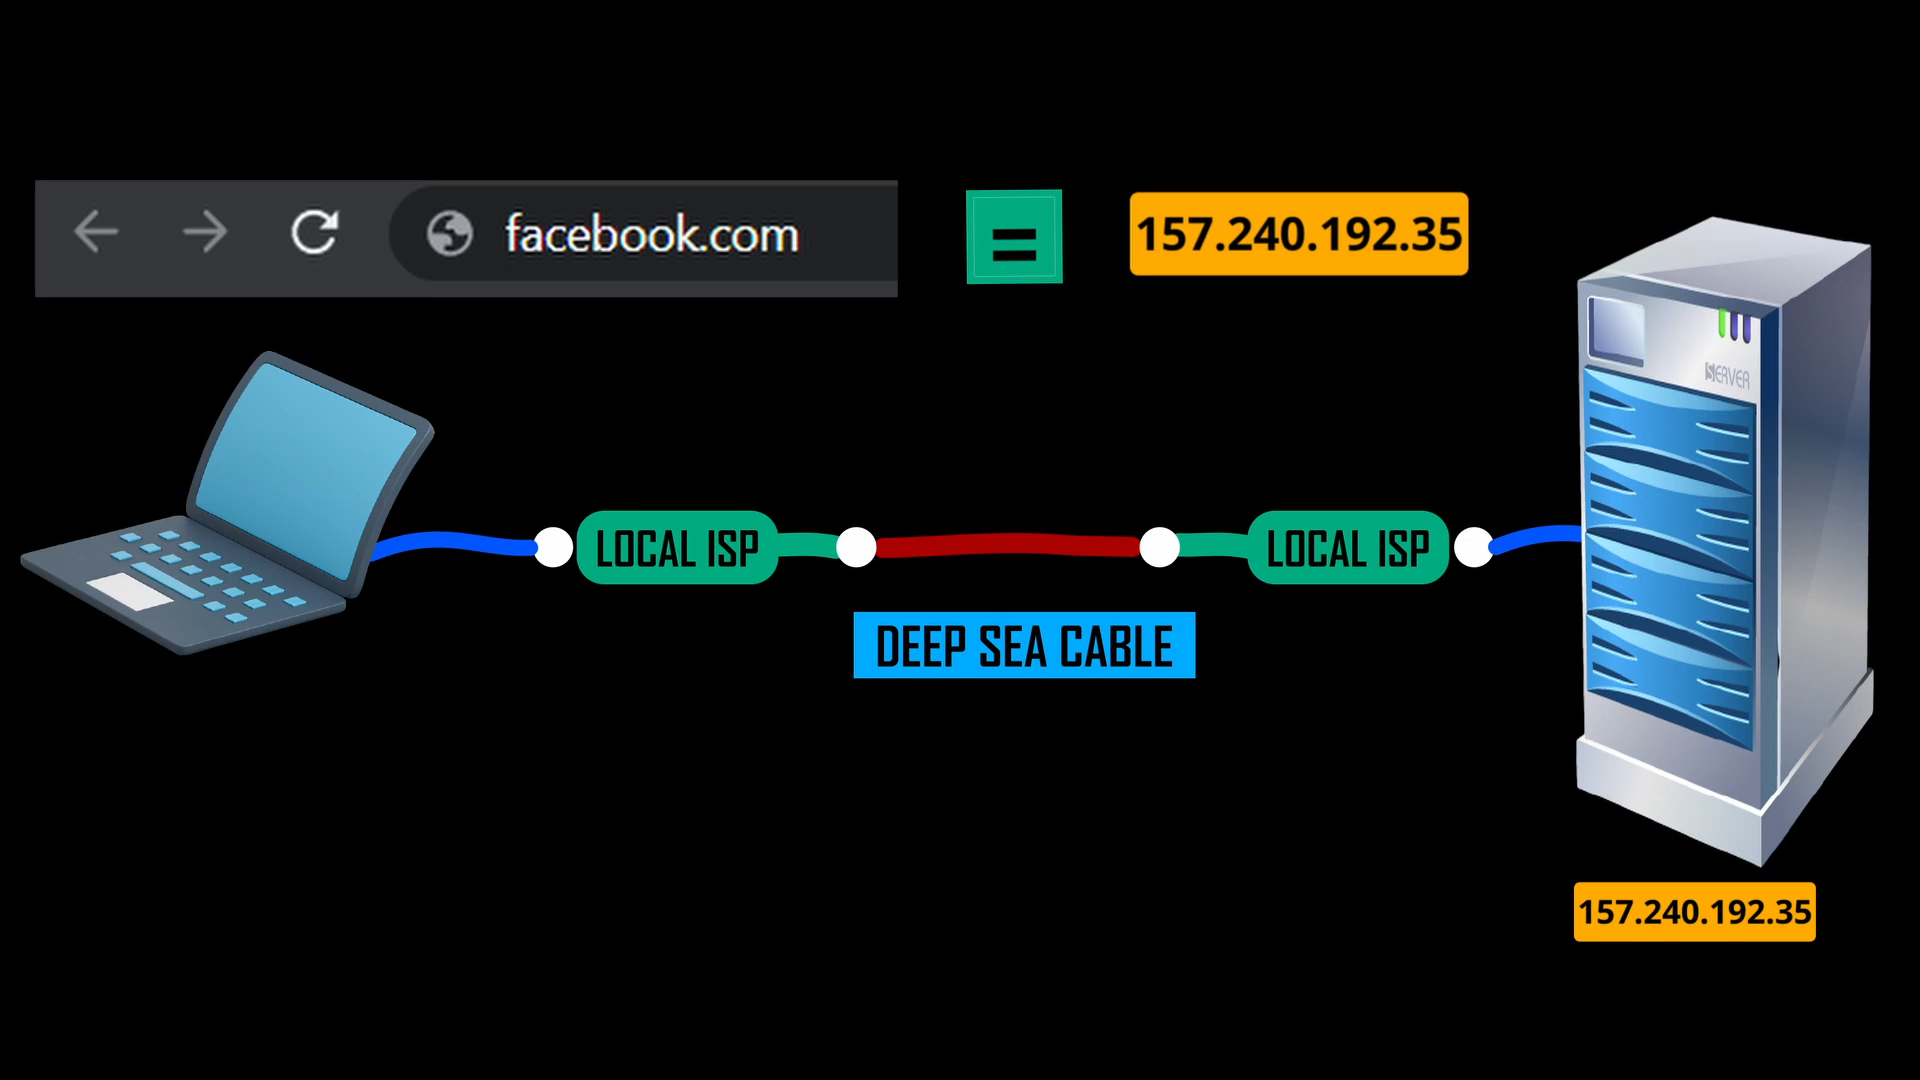 facebook.com
=
157.240.192.35
SERVER
LOCAL ISP
LOCAL ISP
DEEP SEA CABLE
157.240.192.35